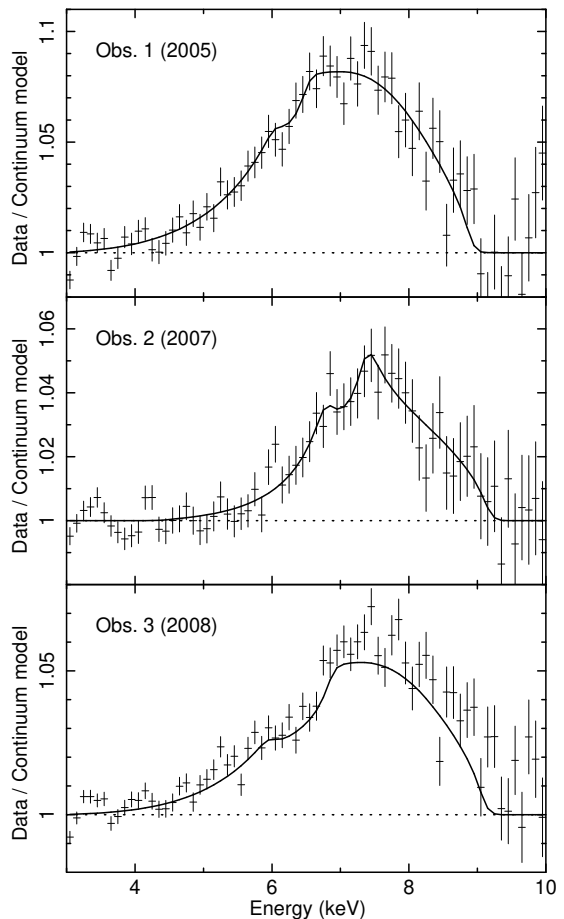 Obs. 1 (2005)
Data / Continuum model
1
1.05
1.1
Obs. 2 (2007)
Data / Continuum model
1
1.02
1.04
1.06
Obs. 3 (2008)
Data / Continuum model
1
1.05
4
6
8
10
Energy (keV)